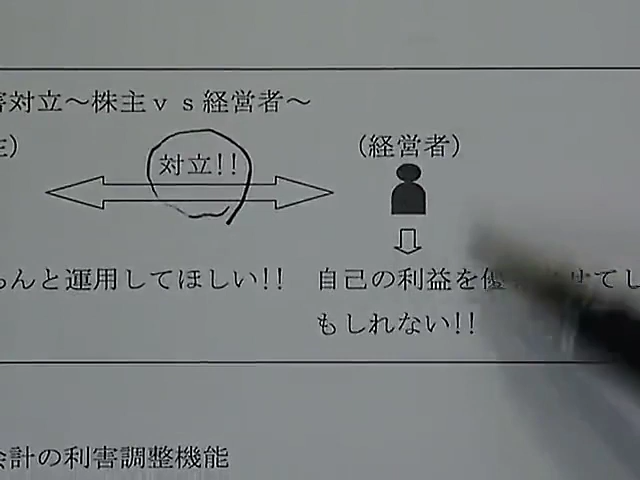 害対立～株主ｖｓ経営者～
主)
対立!!
(経営者)
んと運用してほしい!!
自己の利益を優
せてし
もしれない!!
会計の利害調整機能